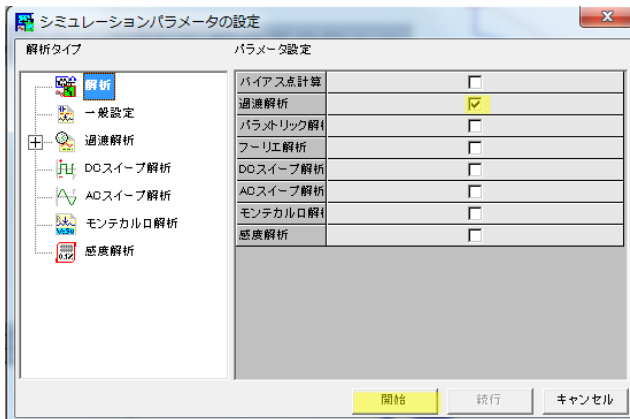 シミュレーションパラメータの設定
解析タイプ
パラメータ設定
解析
一般設定
過渡解析
DCスイープ解析
ACスイープ解析
モンテカルロ解析
感度解析
バイアス点計算
過渡解析
パラメトリック解
フーリエ解析
DCスイープ解析
ACスイープ解析
モンテカルロ解
感度解析
開始
続行
キャンセル